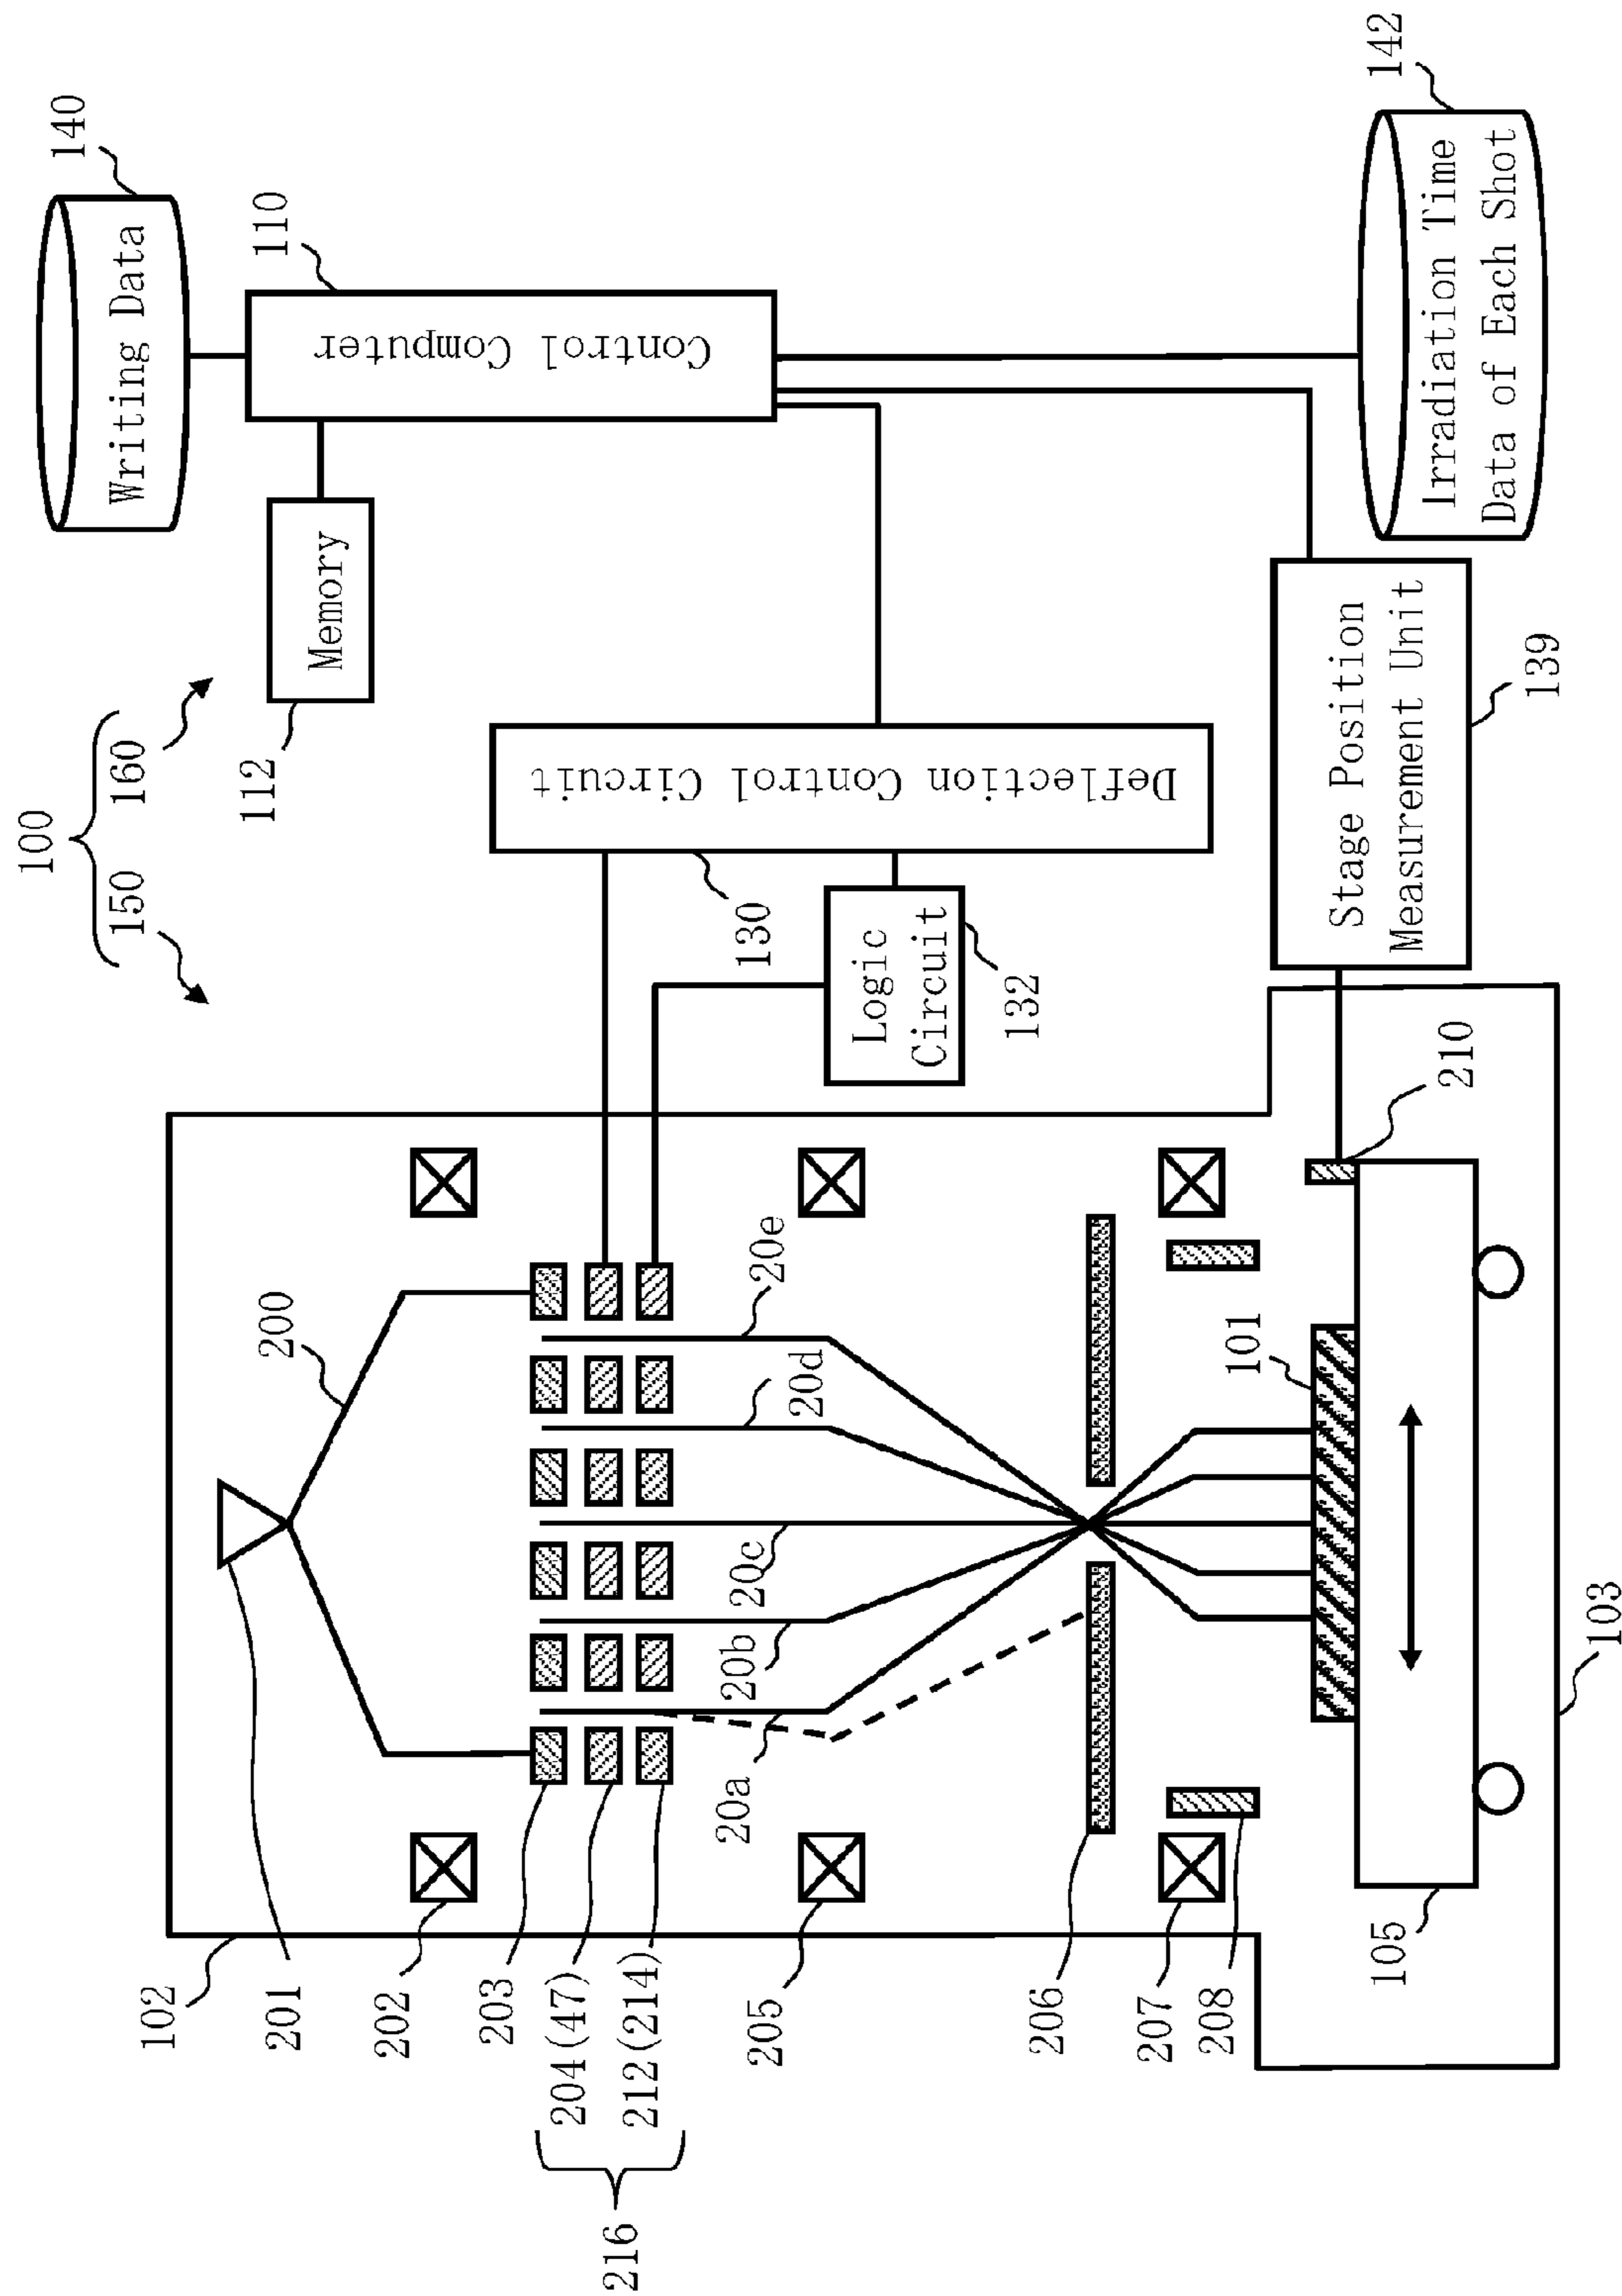 100
150 160
140
Writing Data
110
Control Computer
112
Memory
142
Irradiation Time
Data of Each Shot
130
Deflection Control Circuit
132
Logic
Circuit
139
Stage Position
Measurement Unit
102
200
201
202
203
204(47)
212(214)
216
20a
20b
20c
20d
20e
205
206
207
208
210
101
105
103